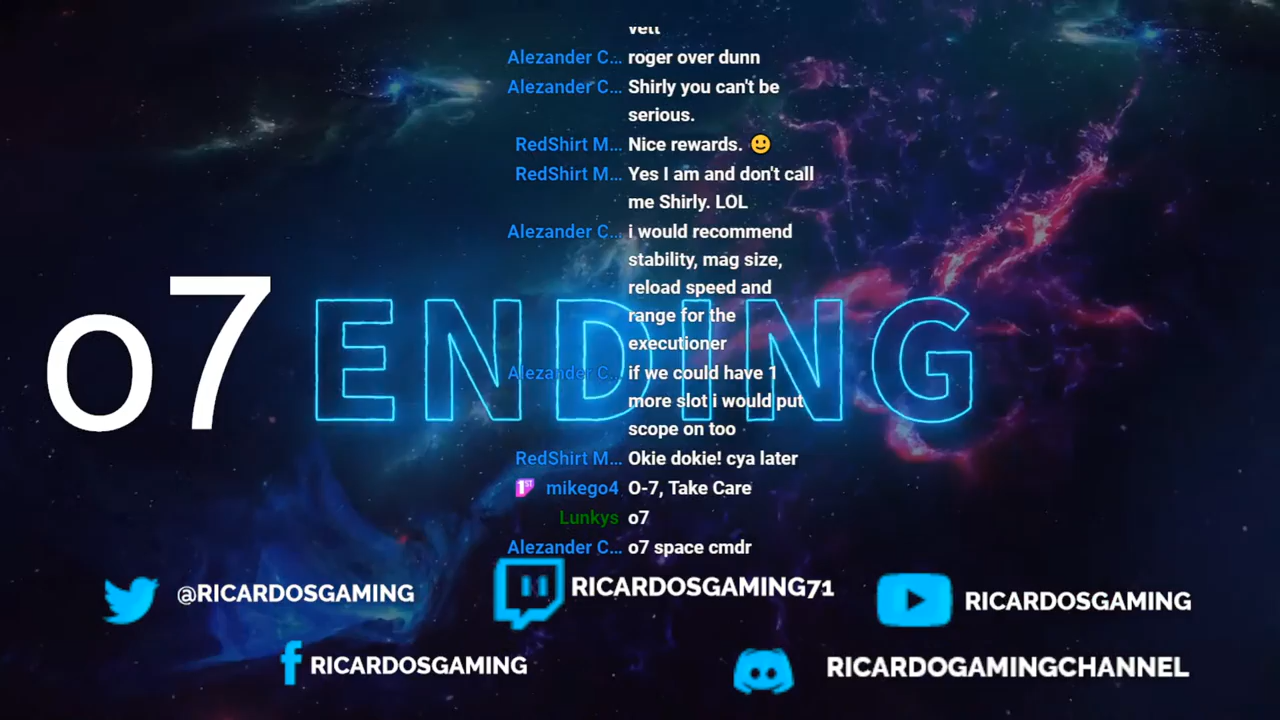 Alezander C... roger over dunn
Alezander C... Shirly you can't be
serious.
RedShirt M... Nice rewards. 😃
RedShirt M... Yes I am and don't call
me Shirly. LOL
Alezander C... i would recommend
stability, mag size,
reload speed and
range for the
executioner
o7 ENDING
Alezander C... if we could have 1
more slot i would put
scope on too
RedShirt M... Okie dokie! cya later
1ST mikego4 O-7, Take Care
Lunkys o7
Alezander C... o7 space cmdr
@RICARDOSGAMING
RICARDOSGAMING71
RICARDOSGAMING
RICARDOSGAMING
RICARDOGAMINGCHANNEL